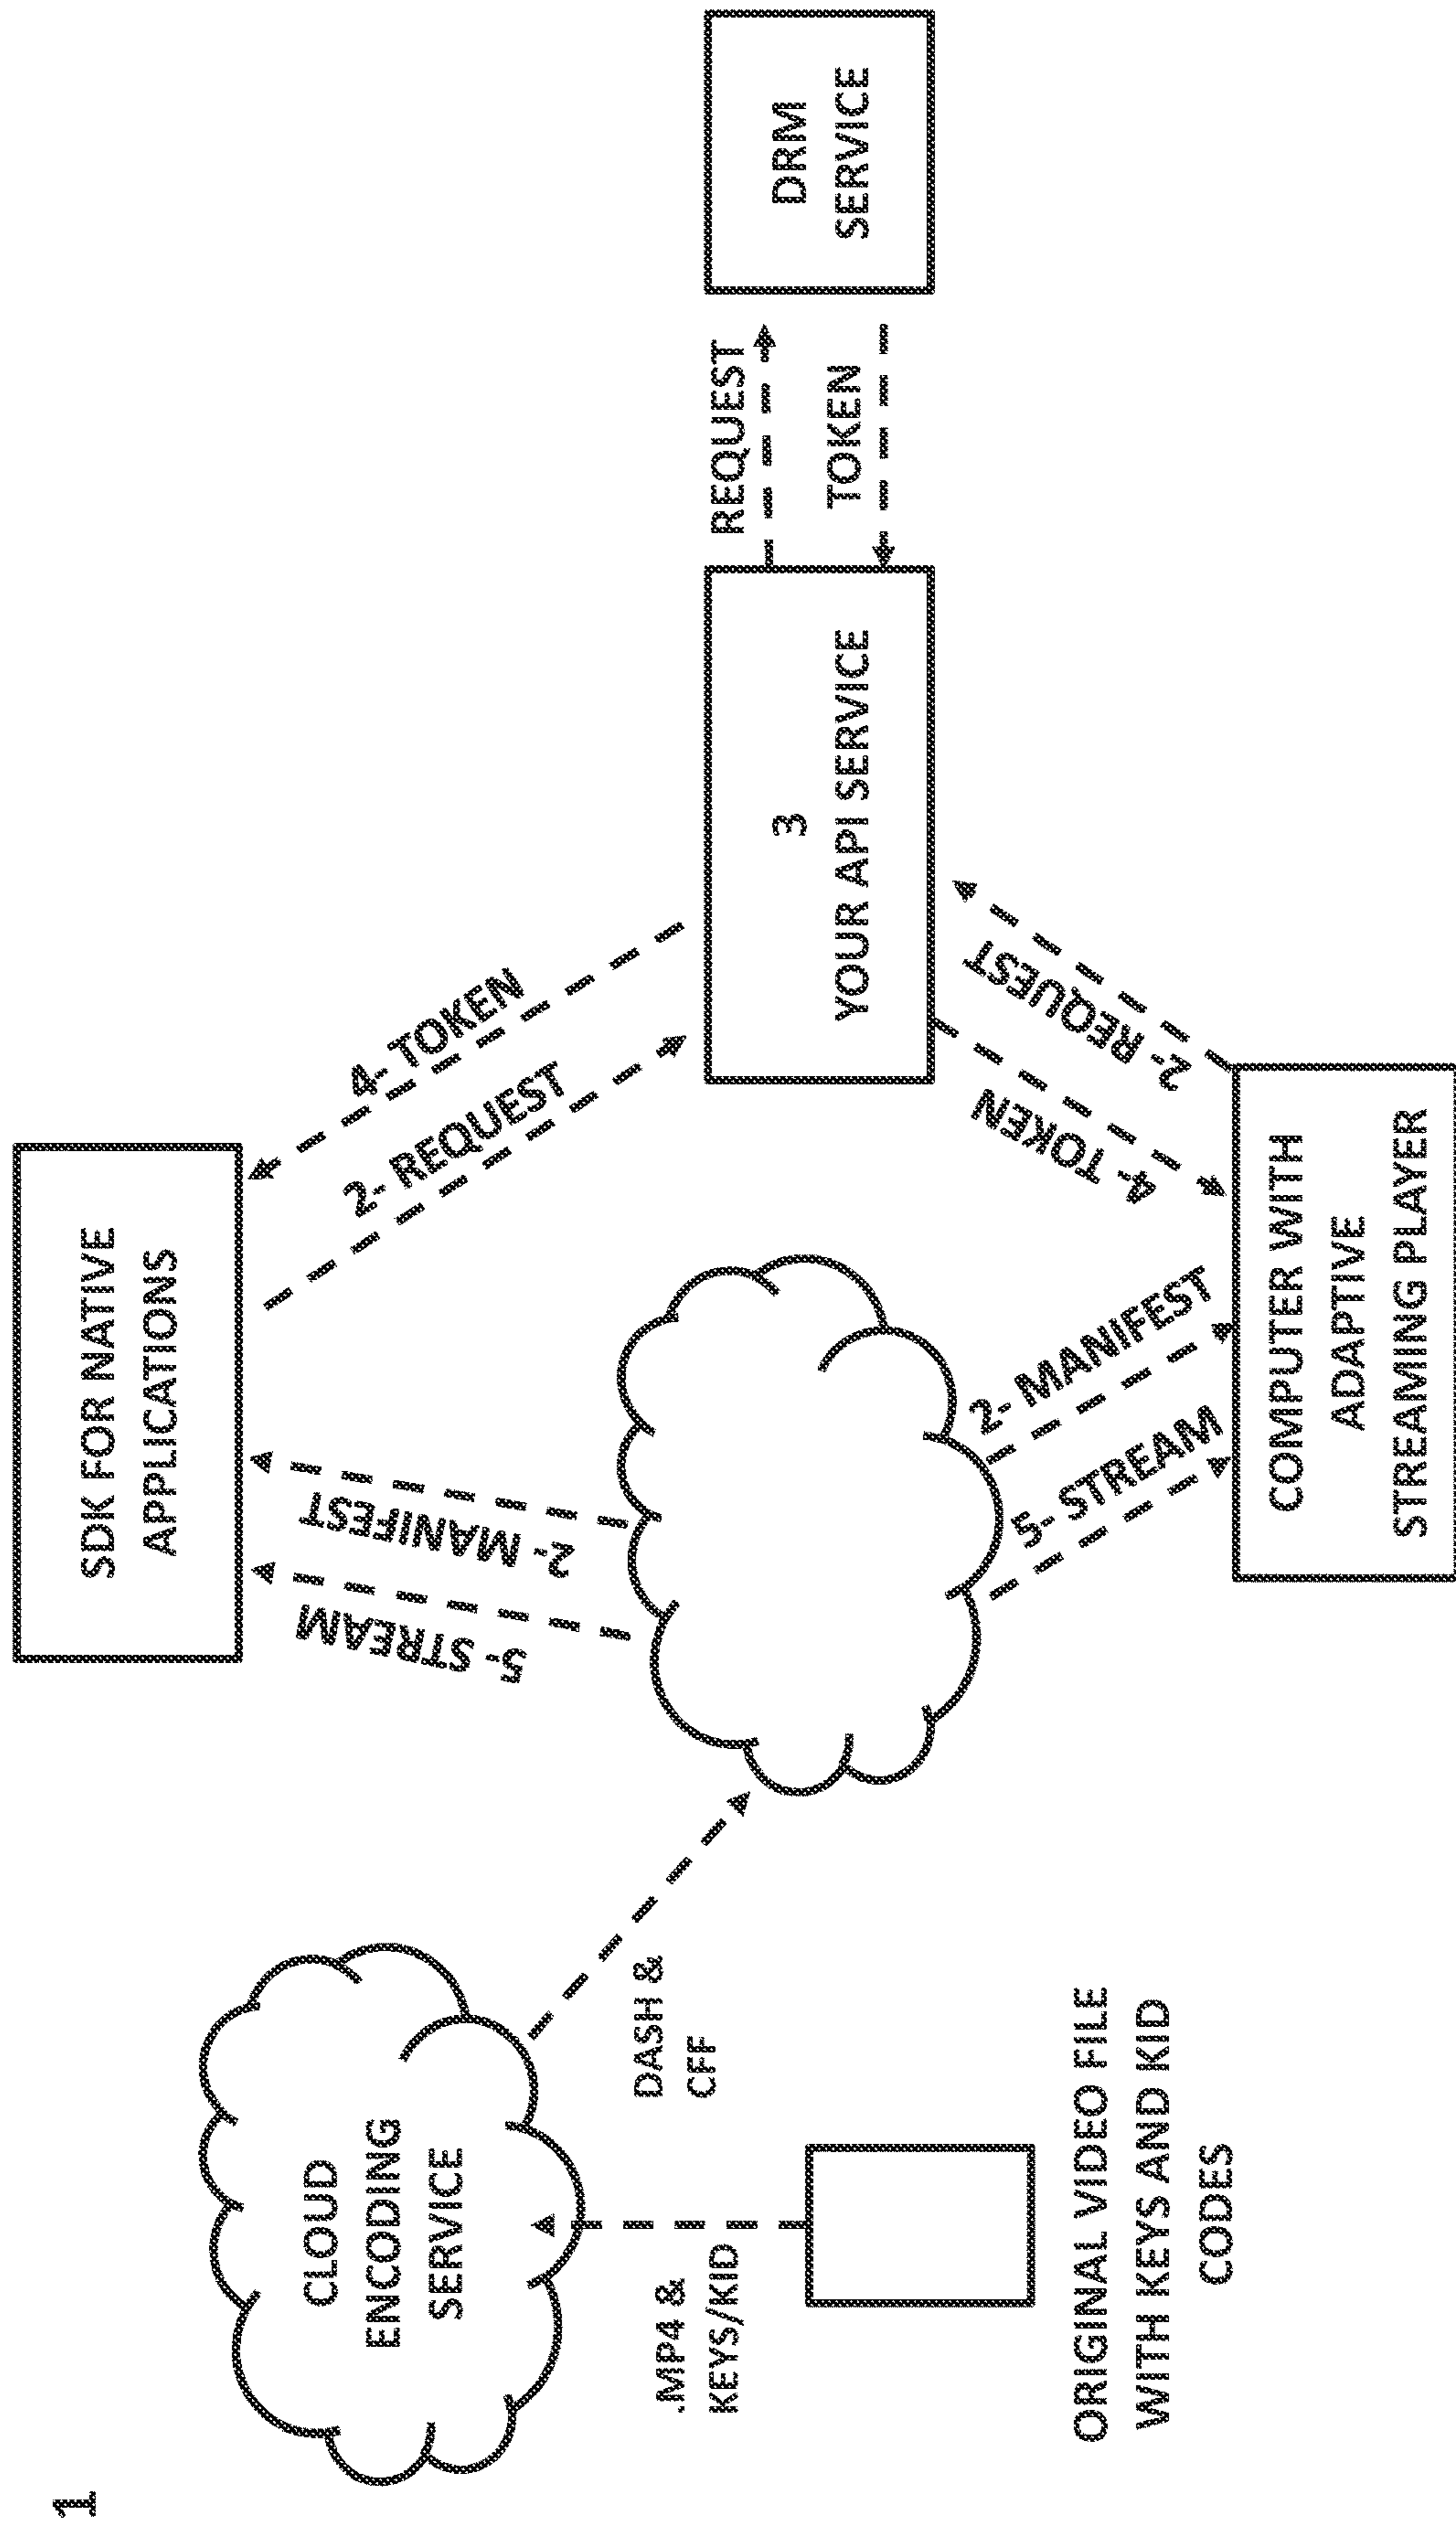 1
CLOUD
ENCODING
SERVICE
.MP4 &
KEYS/KID
ORIGINAL VIDEO FILE
WITH KEYS AND KID
CODES
DASH &
CFF
SDK FOR NATIVE
APPLICATIONS
5- STREAM
2- MANIFEST
2- REQUEST
4- TOKEN
5- STREAM
2- MANIFEST
COMPUTER WITH
ADAPTIVE
STREAMING PLAYER
4- TOKEN
2- REQUEST
3
YOUR API SERVICE
REQUEST
TOKEN
DRM
SERVICE